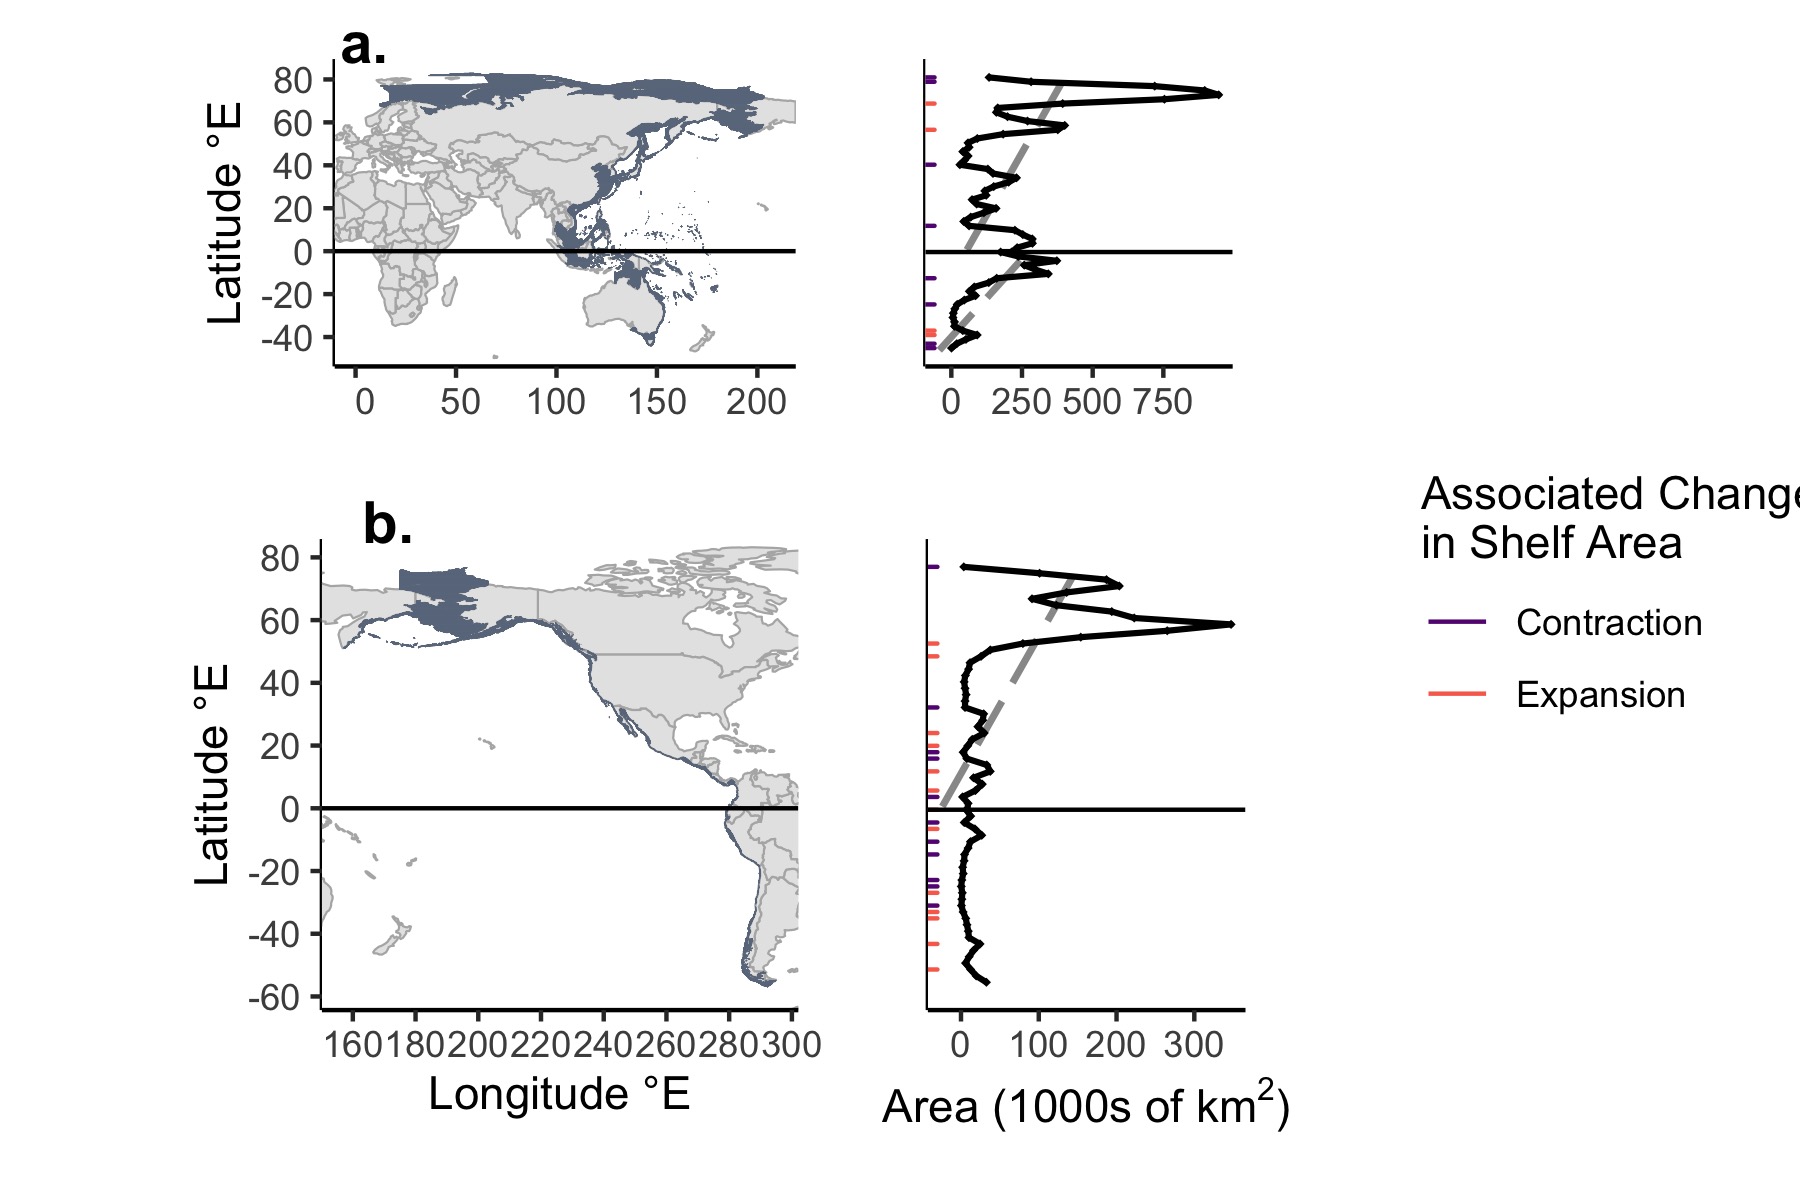 a.
Latitude °E
80
60
40
20
0
-20
-40
0 50 100 150 200
0 250 500 750
b.
Latitude °E
80
60
40
20
0
-20
-40
-60
160 180 200 220 240 260 280 300
Longitude °E
0 100 200 300
Area (1000s of km²)
Associated Change
in Shelf Area
Contraction
Expansion